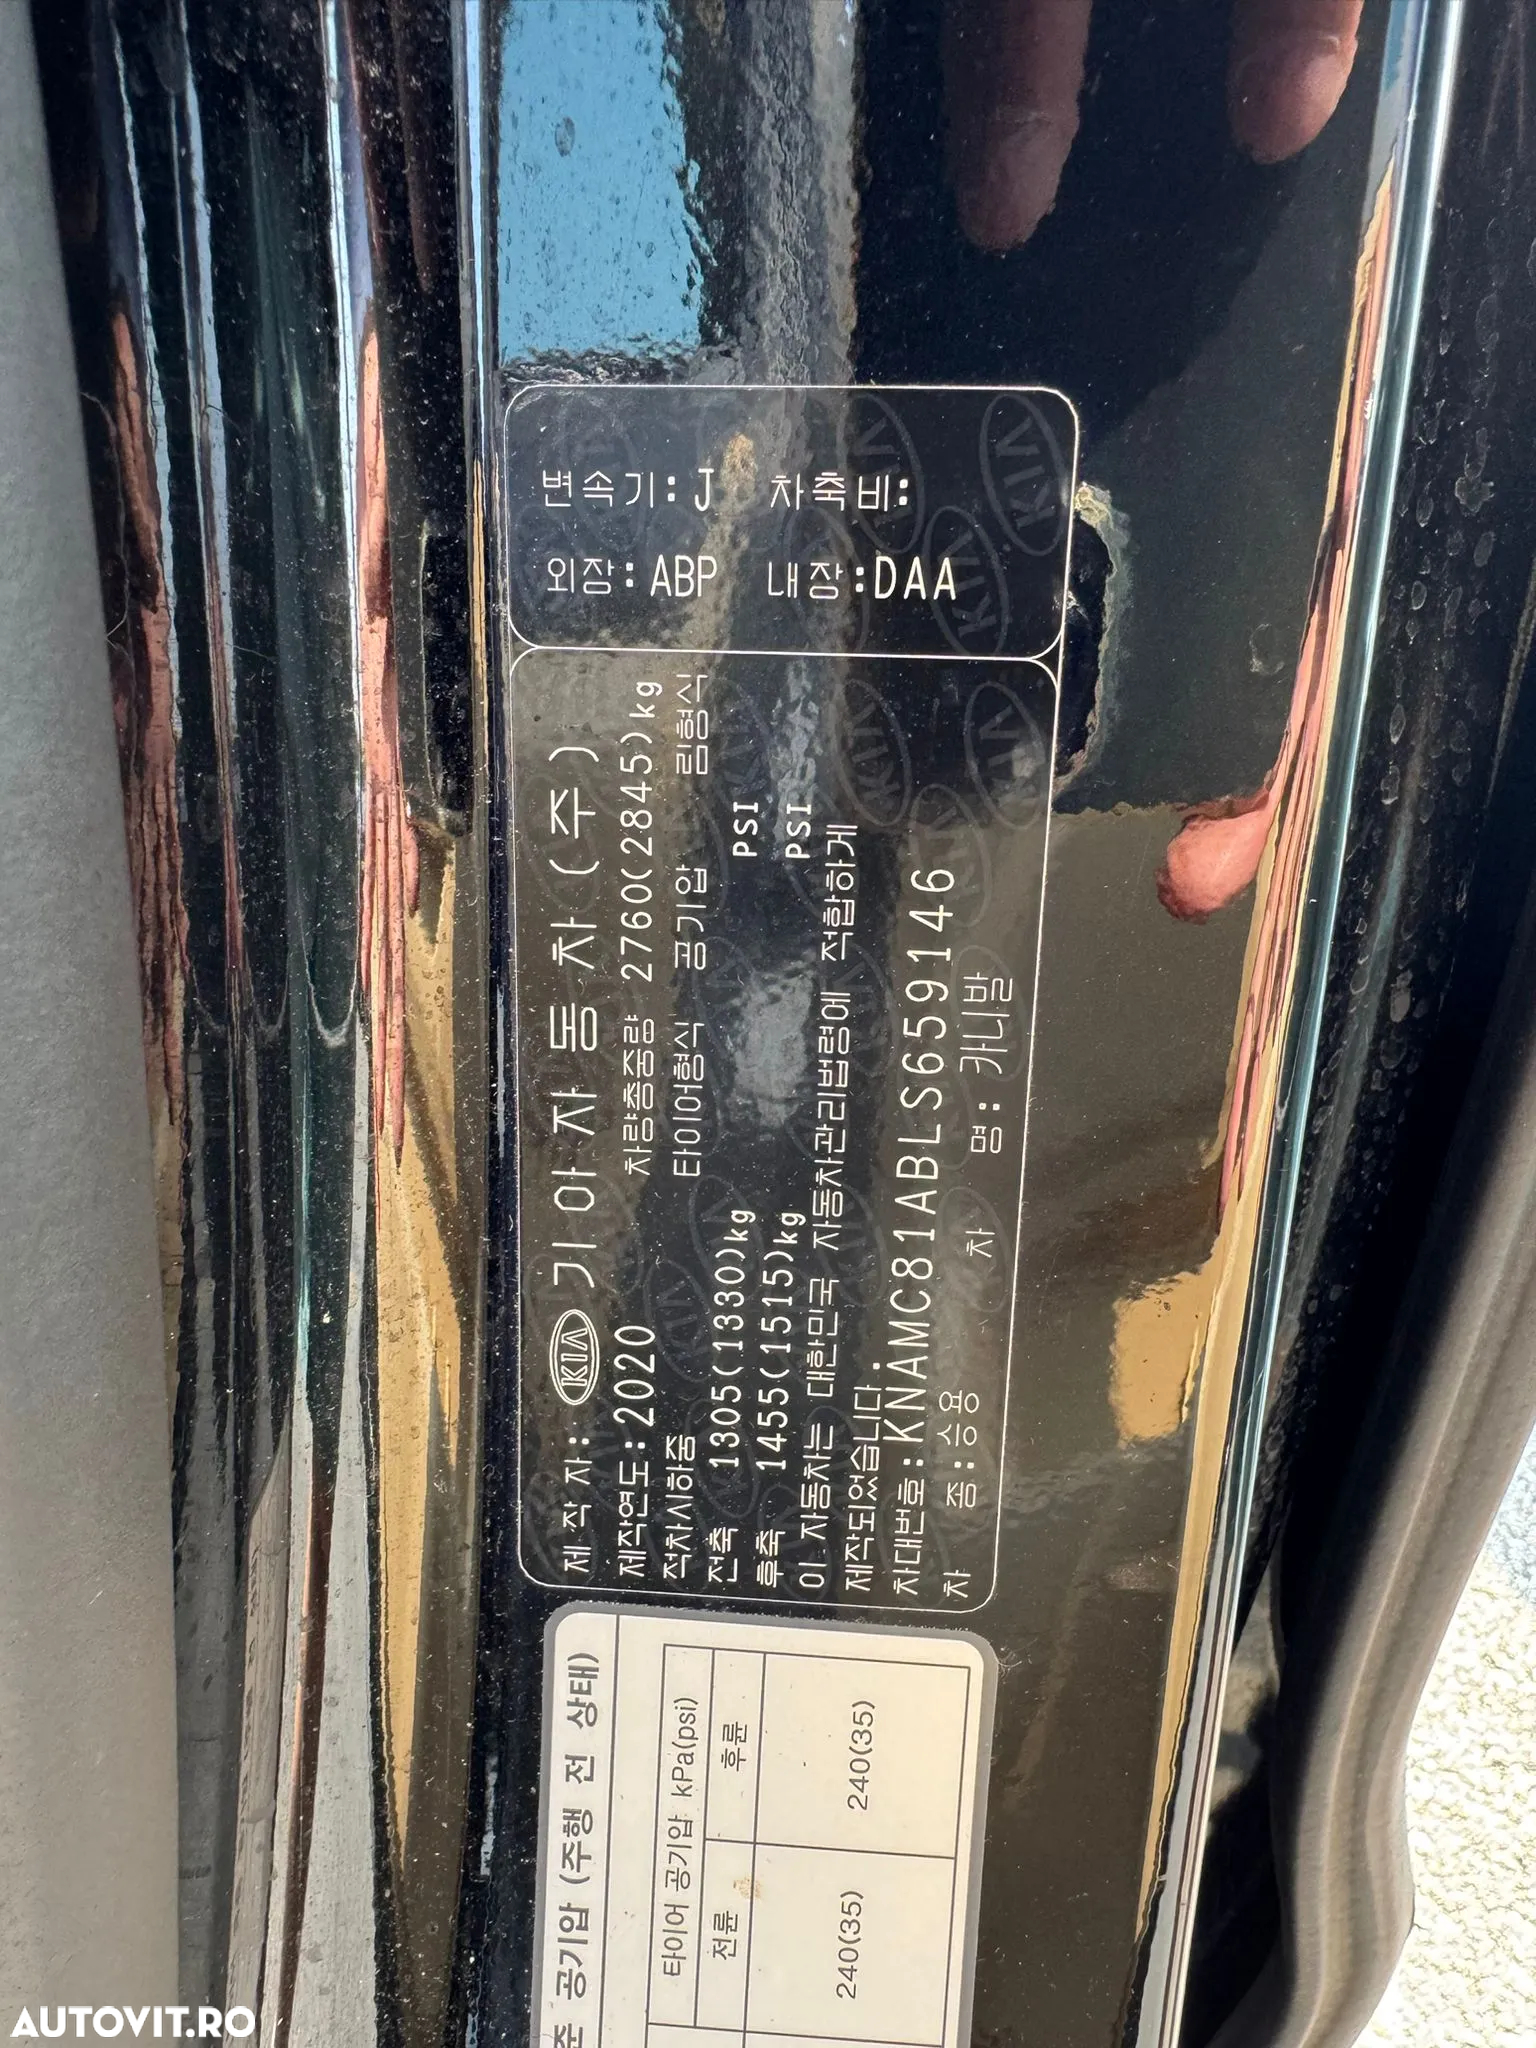 제 작 자: KIA 기아자동차(주)
제작연도:2020 차량총중량 2760(2845)kg
적차시하중 타이어형식 공기압 림형식
전축 1305(1330)kg PSI
후축 1455(1515)kg PSI
이 자동차는 대한민국 자동차관리법령에 적합하게
제작되었습니다.
차대번호:KNAMC81ABLS659146
차 종:승용 차 명: 카니발
변속기:J 차축비:
외장:ABP 내장:DAA
공기압 (주행 전 상태)
타이어 공기압 kPa(psi)
전륜 후륜
240(35) 240(35)
AUTOVIT.RO